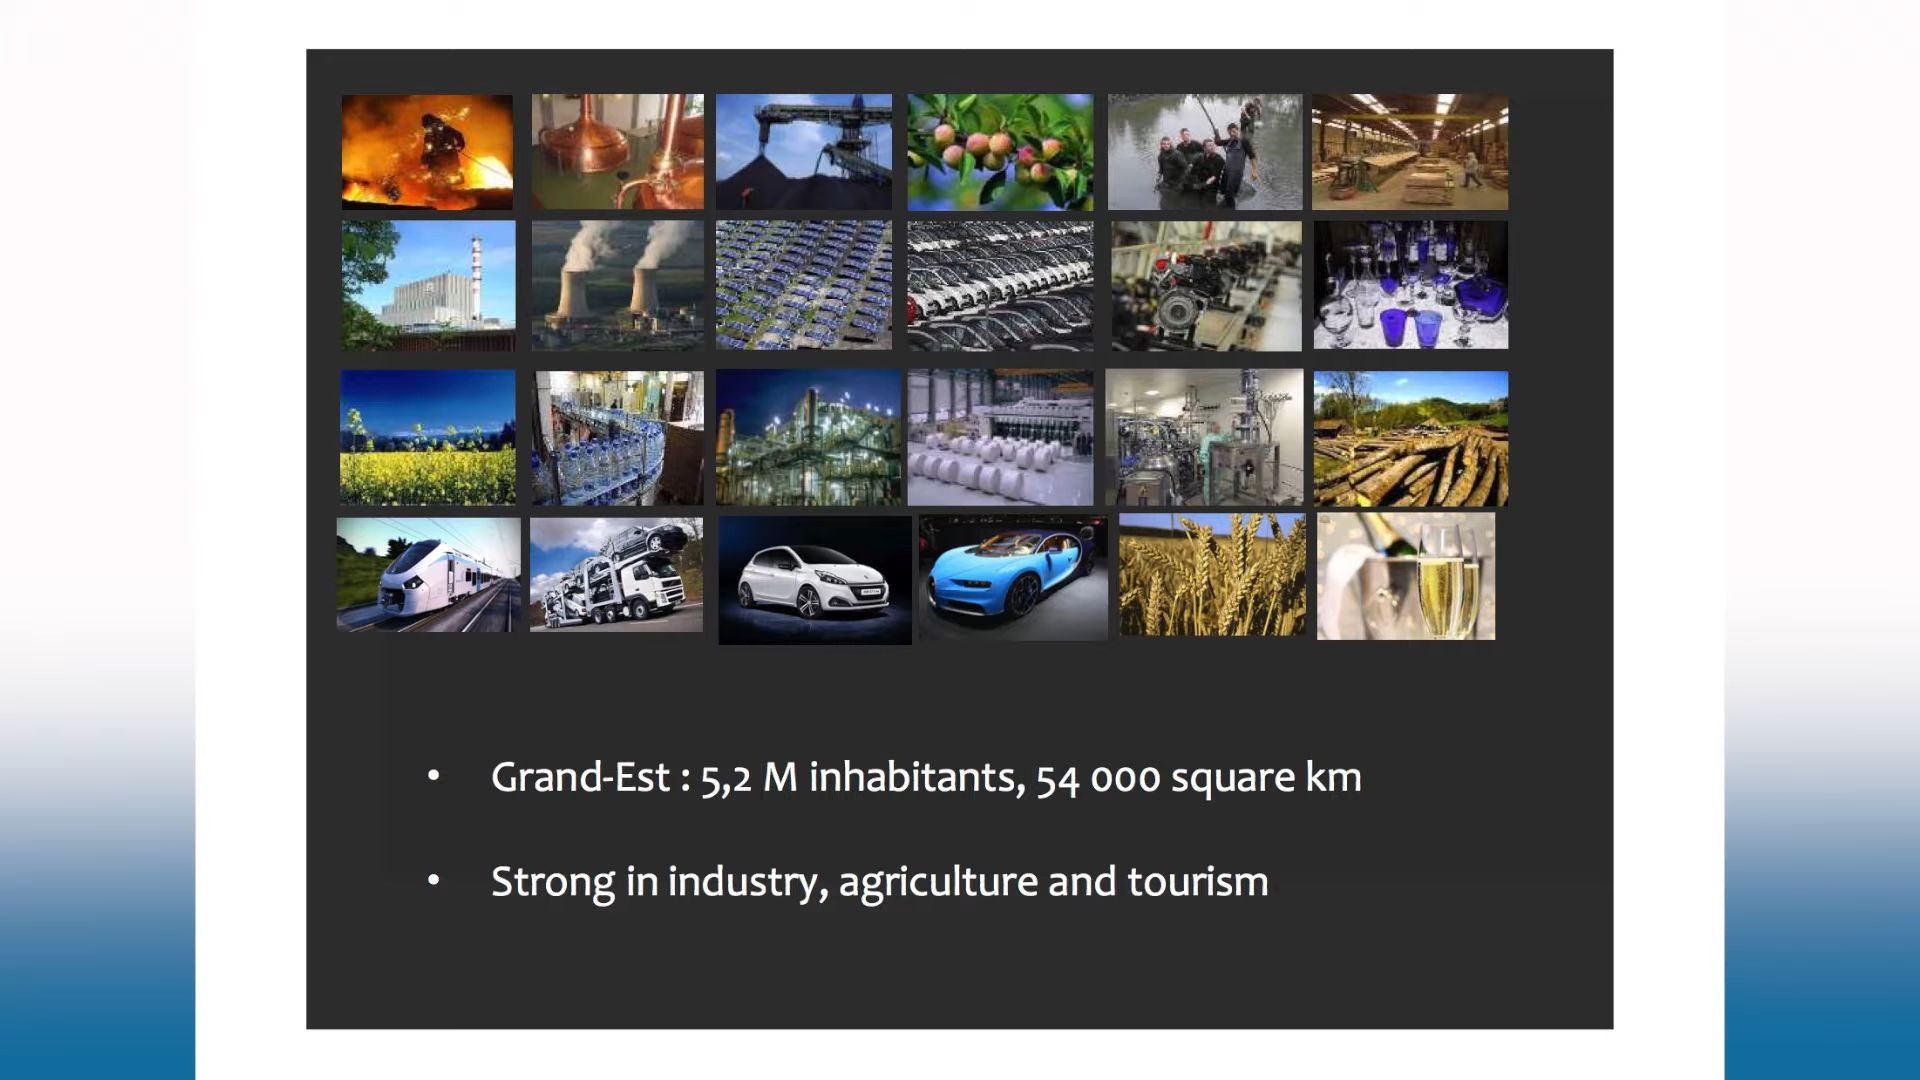 Grand-Est : 5,2 M inhabitants, 54 000 square km
Strong in industry, agriculture and tourism